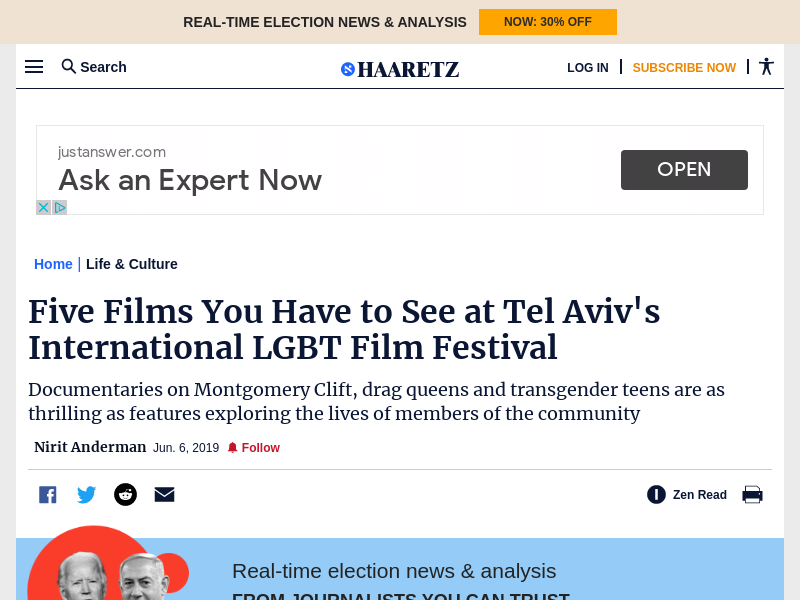 REAL-TIME ELECTION NEWS & ANALYSIS NOW: 30% OFF
Search HAARETZ LOG IN SUBSCRIBE NOW
justanswer.com
Ask an Expert Now
OPEN
Home | Life & Culture
Five Films You Have to See at Tel Aviv's
International LGBT Film Festival
Documentaries on Montgomery Clift, drag queens and transgender teens are as
thrilling as features exploring the lives of members of the community
Nirit Anderman Jun. 6, 2019 Follow
Zen Read
Real-time election news & analysis
FROM JOURNALISTS YOU CAN TRUST